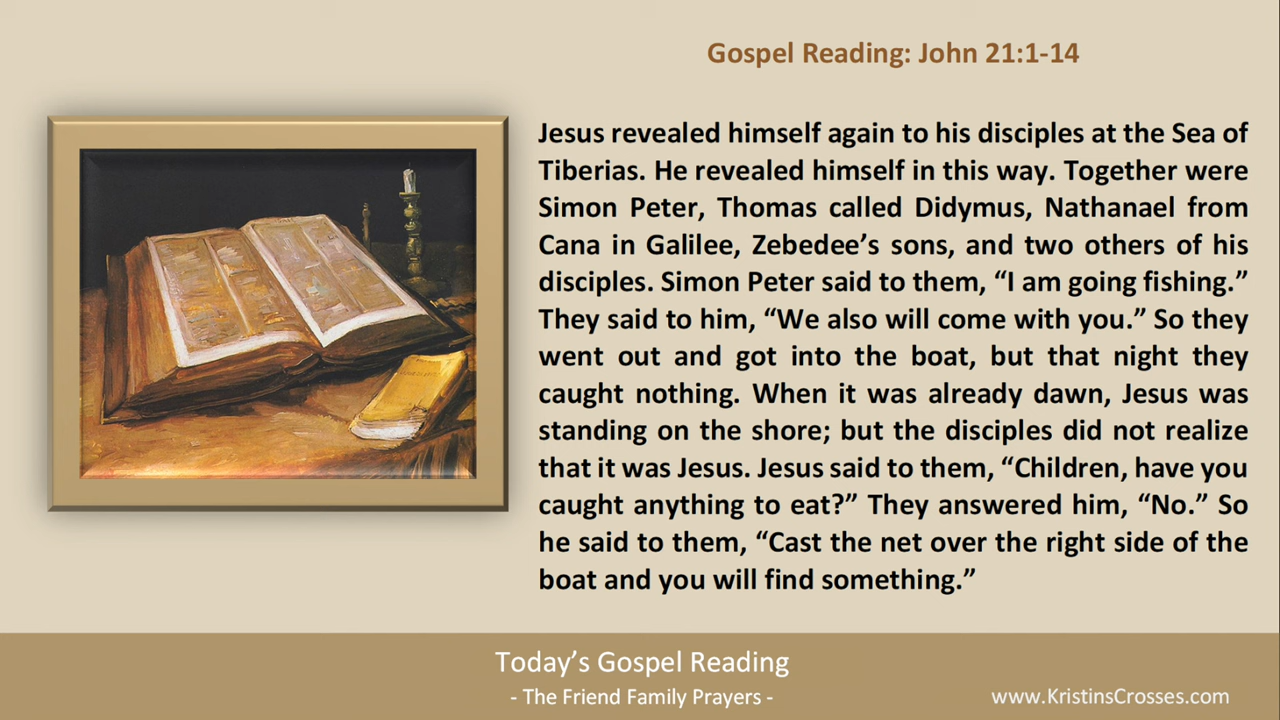 Gospel Reading: John 21:1-14
Jesus revealed himself again to his disciples at the Sea of
Tiberias. He revealed himself in this way. Together were
Simon Peter, Thomas called Didymus, Nathanael from
Cana in Galilee, Zebedee’s sons, and two others of his
disciples. Simon Peter said to them, “I am going fishing.”
They said to him, “We also will come with you.” So they
went out and got into the boat, but that night they
caught nothing. When it was already dawn, Jesus was
standing on the shore; but the disciples did not realize
that it was Jesus. Jesus said to them, “Children, have you
caught anything to eat?” They answered him, “No.” So
he said to them, “Cast the net over the right side of the
boat and you will find something.”
Today’s Gospel Reading
- The Friend Family Prayers -
www.KristinsCrosses.com